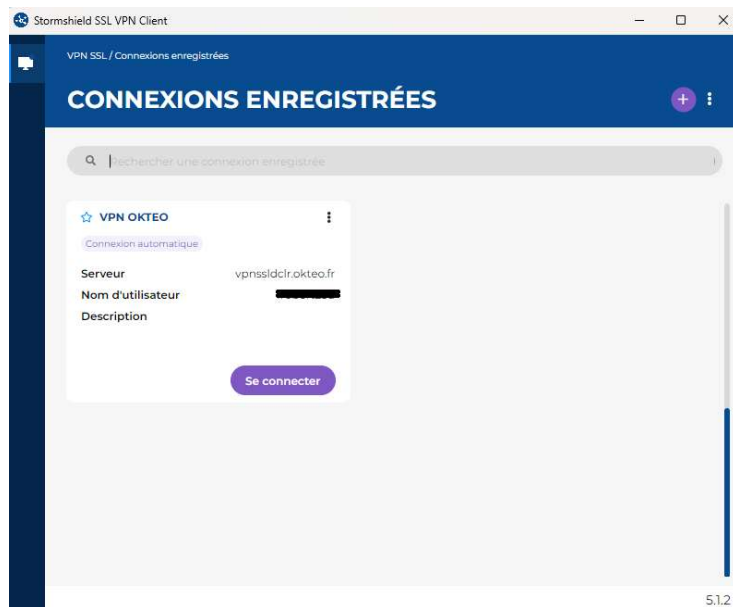 Stormshield SSL VPN Client
VPN SSL / Connexions enregistrées
CONNEXIONS ENREGISTRÉES
Rechercher une connexion enregistrée
VPN OKTEO
Connexion automatique
Serveur vpnssldclr.okteo.fr
Nom d'utilisateur
Description
Se connecter
5.1.2